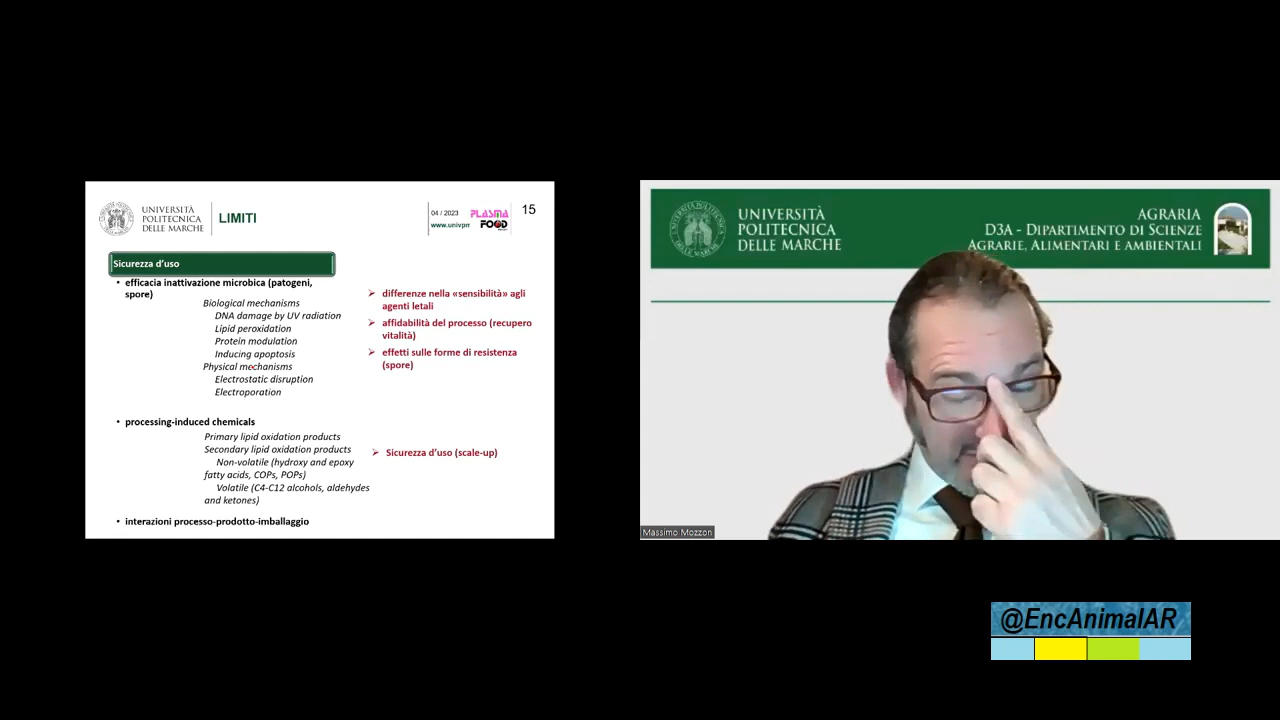 UNIVERSITÀ
POLITECNICA
DELLE MARCHE
LIMITI
04 / 2023
www.univpm
PLASMA
FOOD
15
Sicurezza d'uso
• efficacia inattivazione microbica (patogeni,
spore)
Biological mechanisms
DNA damage by UV radiation
Lipid peroxidation
Protein modulation
Inducing apoptosis
Physical mechanisms
Electrostatic disruption
Electroporation
➢ differenze nella «sensibilità» agli
agenti letali
➢ affidabilità del processo (recupero
vitalità)
➢ effetti sulle forme di resistenza
(spore)
• processing-induced chemicals
Primary lipid oxidation products
Secondary lipid oxidation products
Non-volatile (hydroxy and epoxy
fatty acids, COPs, POPs)
Volatile (C4-C12 alcohols, aldehydes
and ketones)
➢ Sicurezza d'uso (scale-up)
• interazioni processo-prodotto-imballaggio
UNIVERSITÀ
POLITECNICA
DELLE MARCHE
AGRARIA
D3A - DIPARTIMENTO DI SCIENZE
AGRARIE, ALIMENTARI E AMBIENTALI
Massimo Mozzon
@EncAnimalAR